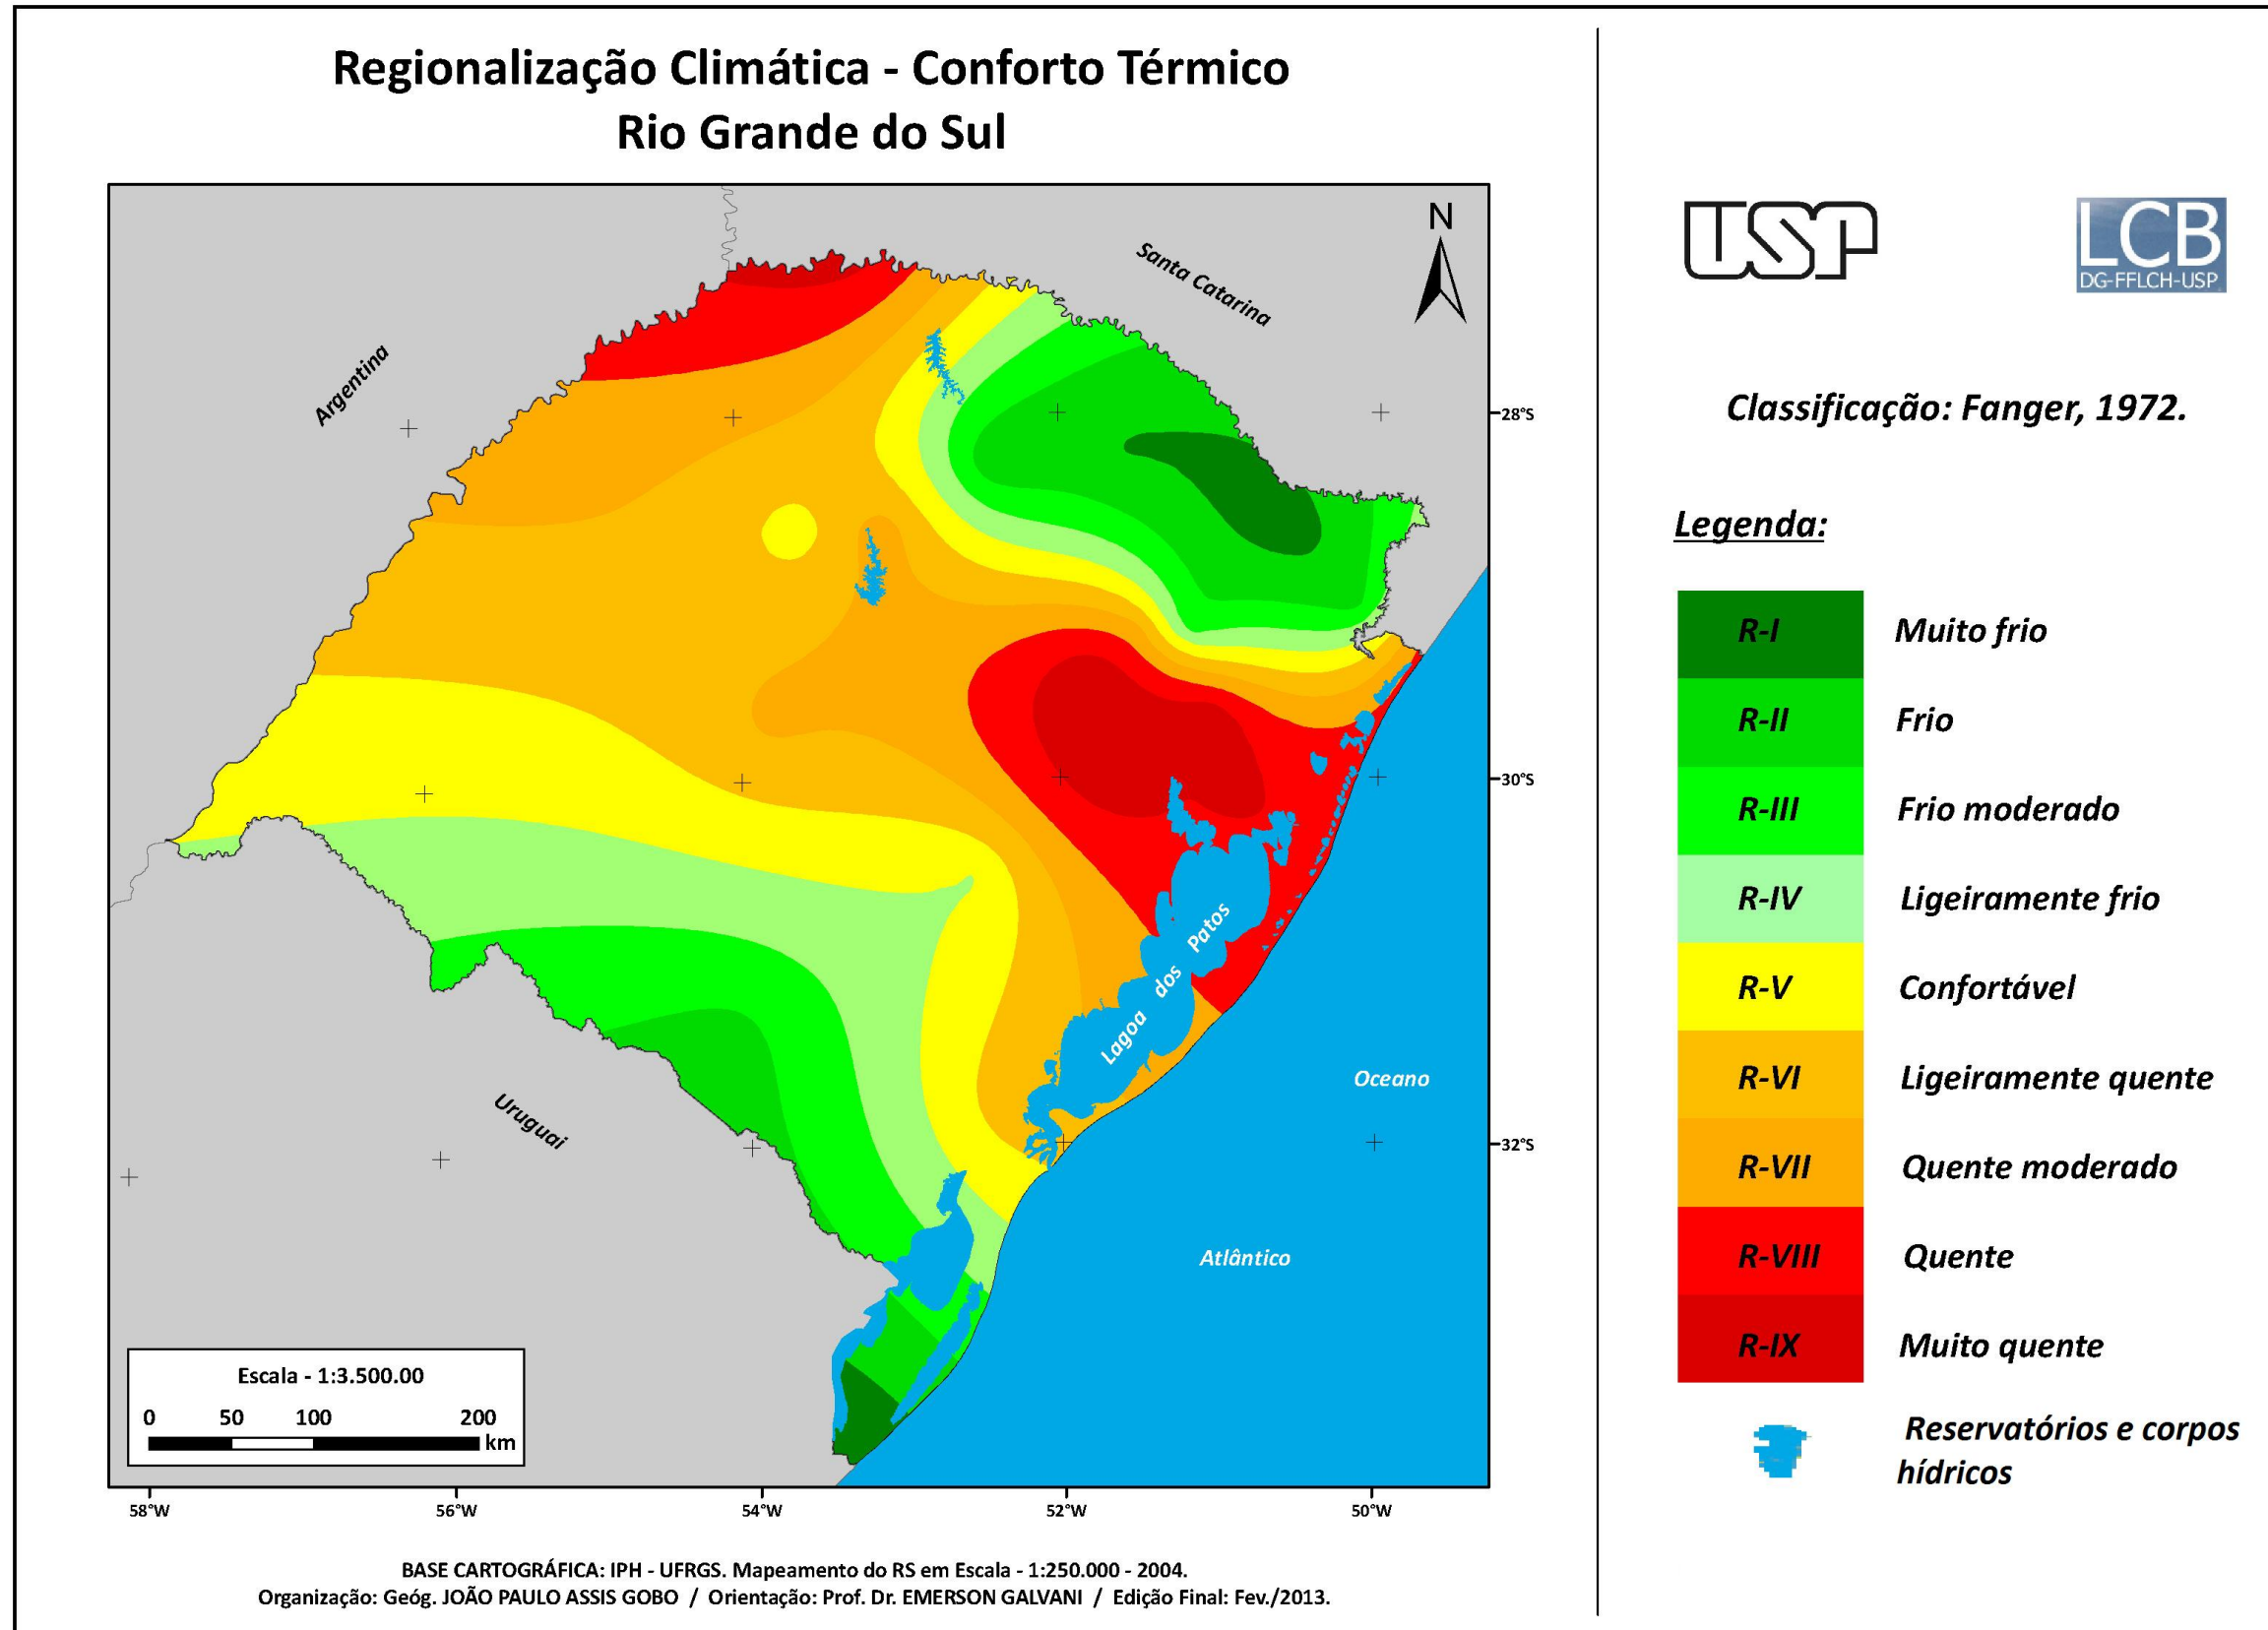 Regionalização Climática - Conforto Térmico
Rio Grande do Sul
N
Santa Catarina
Argentina
28°S
30°S
Lagoa dos Patos
Oceano
32°S
Uruguai
Atlântico
Escala - 1:3.500.00
0 50 100 200
km
58°W 56°W 54°W 52°W 50°W
BASE CARTOGRÁFICA: IPH - UFRGS. Mapeamento do RS em Escala - 1:250.000 - 2004.
Organização: Geóg. JOÃO PAULO ASSIS GOBO / Orientação: Prof. Dr. EMERSON GALVANI / Edição Final: Fev./2013.
USP
LCB
DG-FFLCH-USP
Classificação: Fanger, 1972.
Legenda:
R-I Muito frio
R-II Frio
R-III Frio moderado
R-IV Ligeiramente frio
R-V Confortável
R-VI Ligeiramente quente
R-VII Quente moderado
R-VIII Quente
R-IX Muito quente
Reservatórios e corpos
hídricos